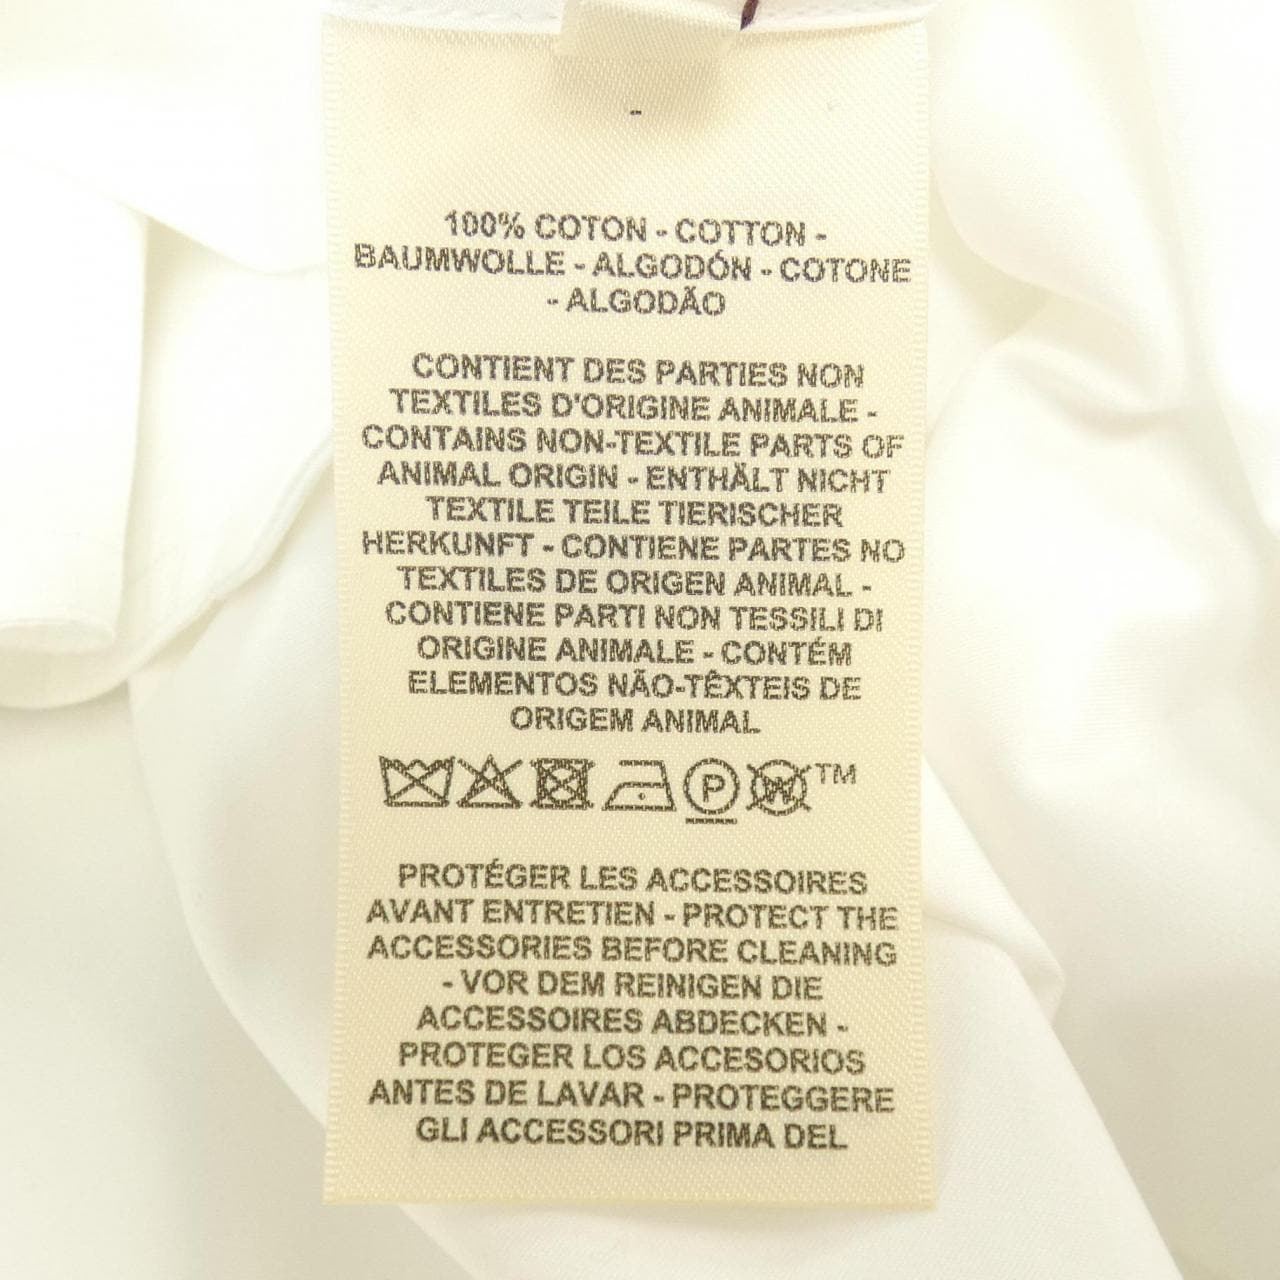 100% COTON - COTTON -
BAUMWOLLE - ALGODÓN - COTONE
- ALGODÃO
CONTIENT DES PARTIES NON
TEXTILES D'ORIGINE ANIMALE -
CONTAINS NON-TEXTILE PARTS OF
ANIMAL ORIGIN - ENTHÄLT NICHT
TEXTILE TEILE TIERISCHER
HERKUNFT - CONTIENE PARTES NO
TEXTILES DE ORIGEN ANIMAL -
CONTIENE PARTI NON TESSILI DI
ORIGINE ANIMALE - CONTÉM
ELEMENTOS NÃO-TÊXTEIS DE
ORIGEM ANIMAL
P W TM
PROTÉGER LES ACCESSOIRES
AVANT ENTRETIEN - PROTECT THE
ACCESSORIES BEFORE CLEANING
- VOR DEM REINIGEN DIE
ACCESSOIRES ABDECKEN -
PROTEGER LOS ACCESORIOS
ANTES DE LAVAR - PROTEGGERE
GLI ACCESSORI PRIMA DEL